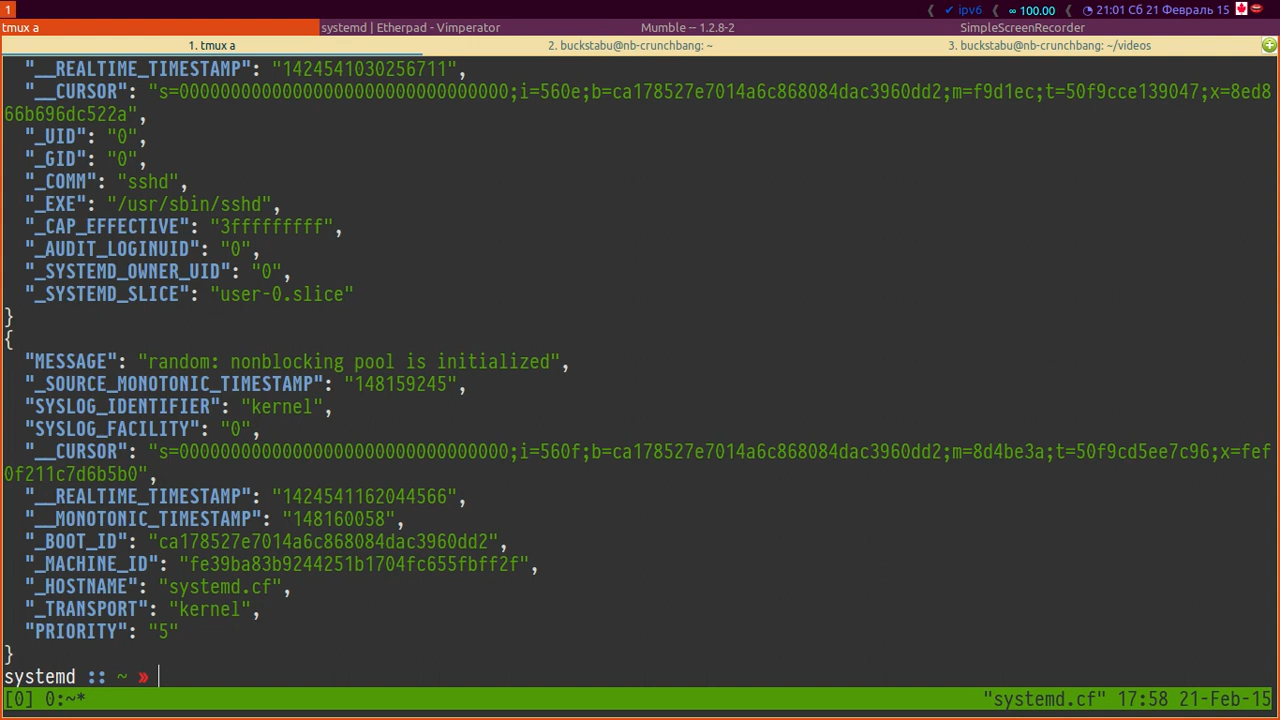 1
ipv6
∞ 100.00
21:01 Сб 21 Февраль 15
tmux a
systemd | Etherpad - Vimperator
Mumble -- 1.2.8-2
SimpleScreenRecorder
1. tmux a
2. buckstabu@nb-crunchbang: ~
3. buckstabu@nb-crunchbang: ~/videos
"__REALTIME_TIMESTAMP": "1424541030256711",
"__CURSOR": "s=00000000000000000000000000000000;i=560e;b=ca178527e7014a6c868084dac3960dd2;m=f9d1ec;t=50f9cce139047;x=8ed8
66b696dc522a",
"_UID": "0",
"_GID": "0",
"_COMM": "sshd",
"_EXE": "/usr/sbin/sshd",
"_CAP_EFFECTIVE": "3fffffffff",
"_AUDIT_LOGINUID": "0",
"_SYSTEMD_OWNER_UID": "0",
"_SYSTEMD_SLICE": "user-0.slice"
}
{
"MESSAGE": "random: nonblocking pool is initialized",
"_SOURCE_MONOTONIC_TIMESTAMP": "148159245",
"SYSLOG_IDENTIFIER": "kernel",
"SYSLOG_FACILITY": "0",
"__CURSOR": "s=00000000000000000000000000000000;i=560f;b=ca178527e7014a6c868084dac3960dd2;m=8d4be3a;t=50f9cd5ee7c96;x=fef
0f211c7d6b5b0",
"__REALTIME_TIMESTAMP": "1424541162044566",
"__MONOTONIC_TIMESTAMP": "148160058",
"_BOOT_ID": "ca178527e7014a6c868084dac3960dd2",
"_MACHINE_ID": "fe39ba83b9244251b1704fc655fbff2f",
"_HOSTNAME": "systemd.cf",
"_TRANSPORT": "kernel",
"PRIORITY": "5"
}
systemd :: ~ »
[0] 0:~*
"systemd.cf" 17:58 21-Feb-15